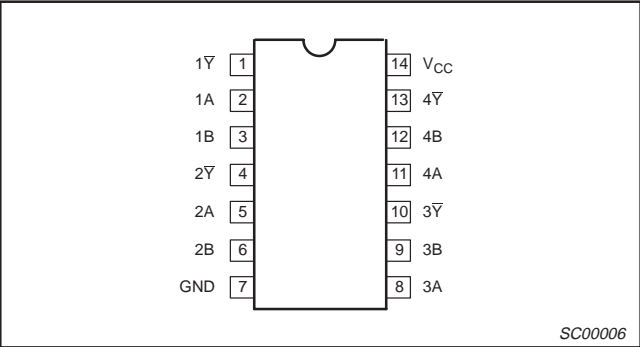 1Y̅ 1 14 VCC
1A 2 13 4Y̅
1B 3 12 4B
2Y̅ 4 11 4A
2A 5 10 3Y̅
2B 6 9 3B
GND 7 8 3A
SC00006